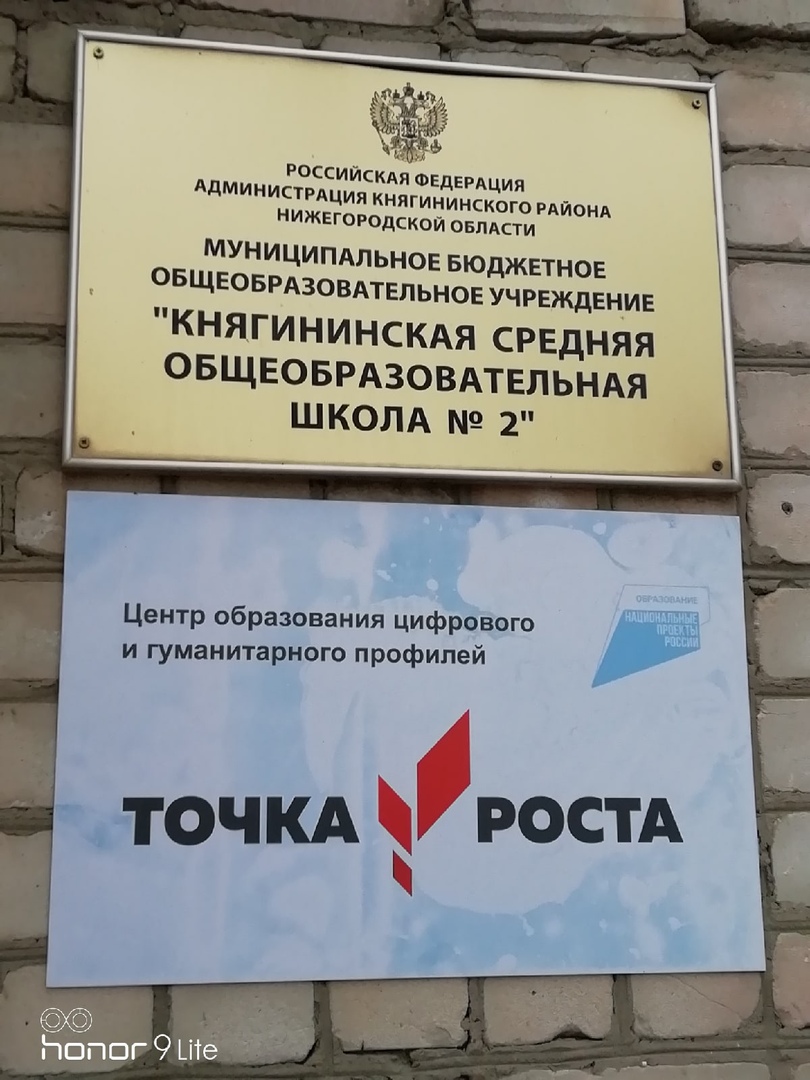 РОССИЙСКАЯ ФЕДЕРАЦИЯ
АДМИНИСТРАЦИЯ КНЯГИНИНСКОГО РАЙОНА
НИЖЕГОРОДСКОЙ ОБЛАСТИ
МУНИЦИПАЛЬНОЕ БЮДЖЕТНОЕ
ОБЩЕОБРАЗОВАТЕЛЬНОЕ УЧРЕЖДЕНИЕ
"КНЯГИНИНСКАЯ СРЕДНЯЯ
ОБЩЕОБРАЗОВАТЕЛЬНАЯ
ШКОЛА № 2"
ОБРАЗОВАНИЕ
НАЦИОНАЛЬНЫЕ
ПРОЕКТЫ
РОССИИ
Центр образования цифрового
и гуманитарного профилей
ТОЧКА РОСТА
honor 9 Lite